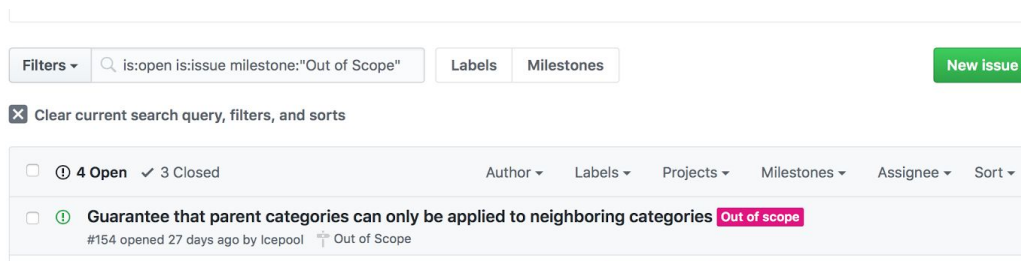 Filters is:open is:issue milestone:"Out of Scope" Labels Milestones New issue
Clear current search query, filters, and sorts
4 Open 3 Closed Author Labels Projects Milestones Assignee Sort
Guarantee that parent categories can only be applied to neighboring categories Out of scope
#154 opened 27 days ago by Icepool Out of Scope